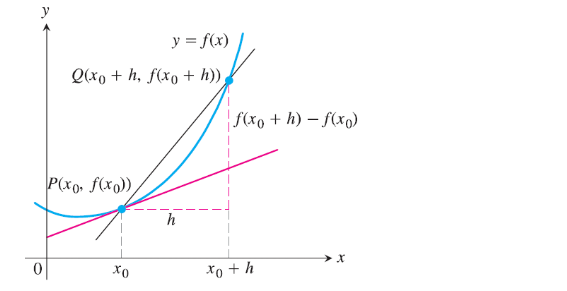 y
y = f(x)
Q(x₀ + h, f(x₀ + h))
f(x₀ + h) − f(x₀)
P(x₀, f(x₀))
h
x
0
x₀
x₀ + h